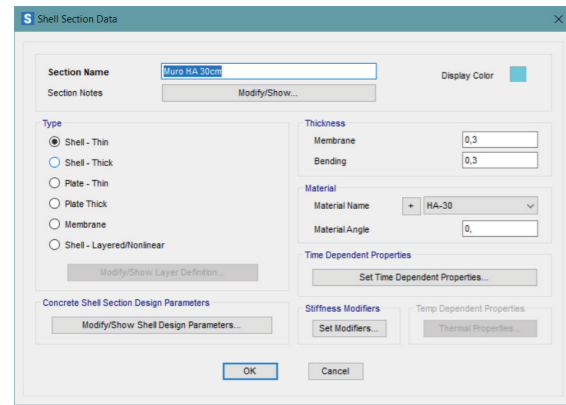 S Shell Section Data
Section Name
Muro HA 30cm
Display Color
Section Notes
Modify/Show...
Type
Shell - Thin
Shell - Thick
Plate - Thin
Plate Thick
Membrane
Shell - Layered/Nonlinear
Modify/Show Layer Definition...
Concrete Shell Section Design Parameters
Modify/Show Shell Design Parameters...
Thickness
Membrane
0,3
Bending
0,3
Material
Material Name
+
HA-30
Material Angle
0,
Time Dependent Properties
Set Time Dependent Properties...
Stiffness Modifiers
Set Modifiers...
Temp Dependent Properties
Thermal Properties...
OK
Cancel